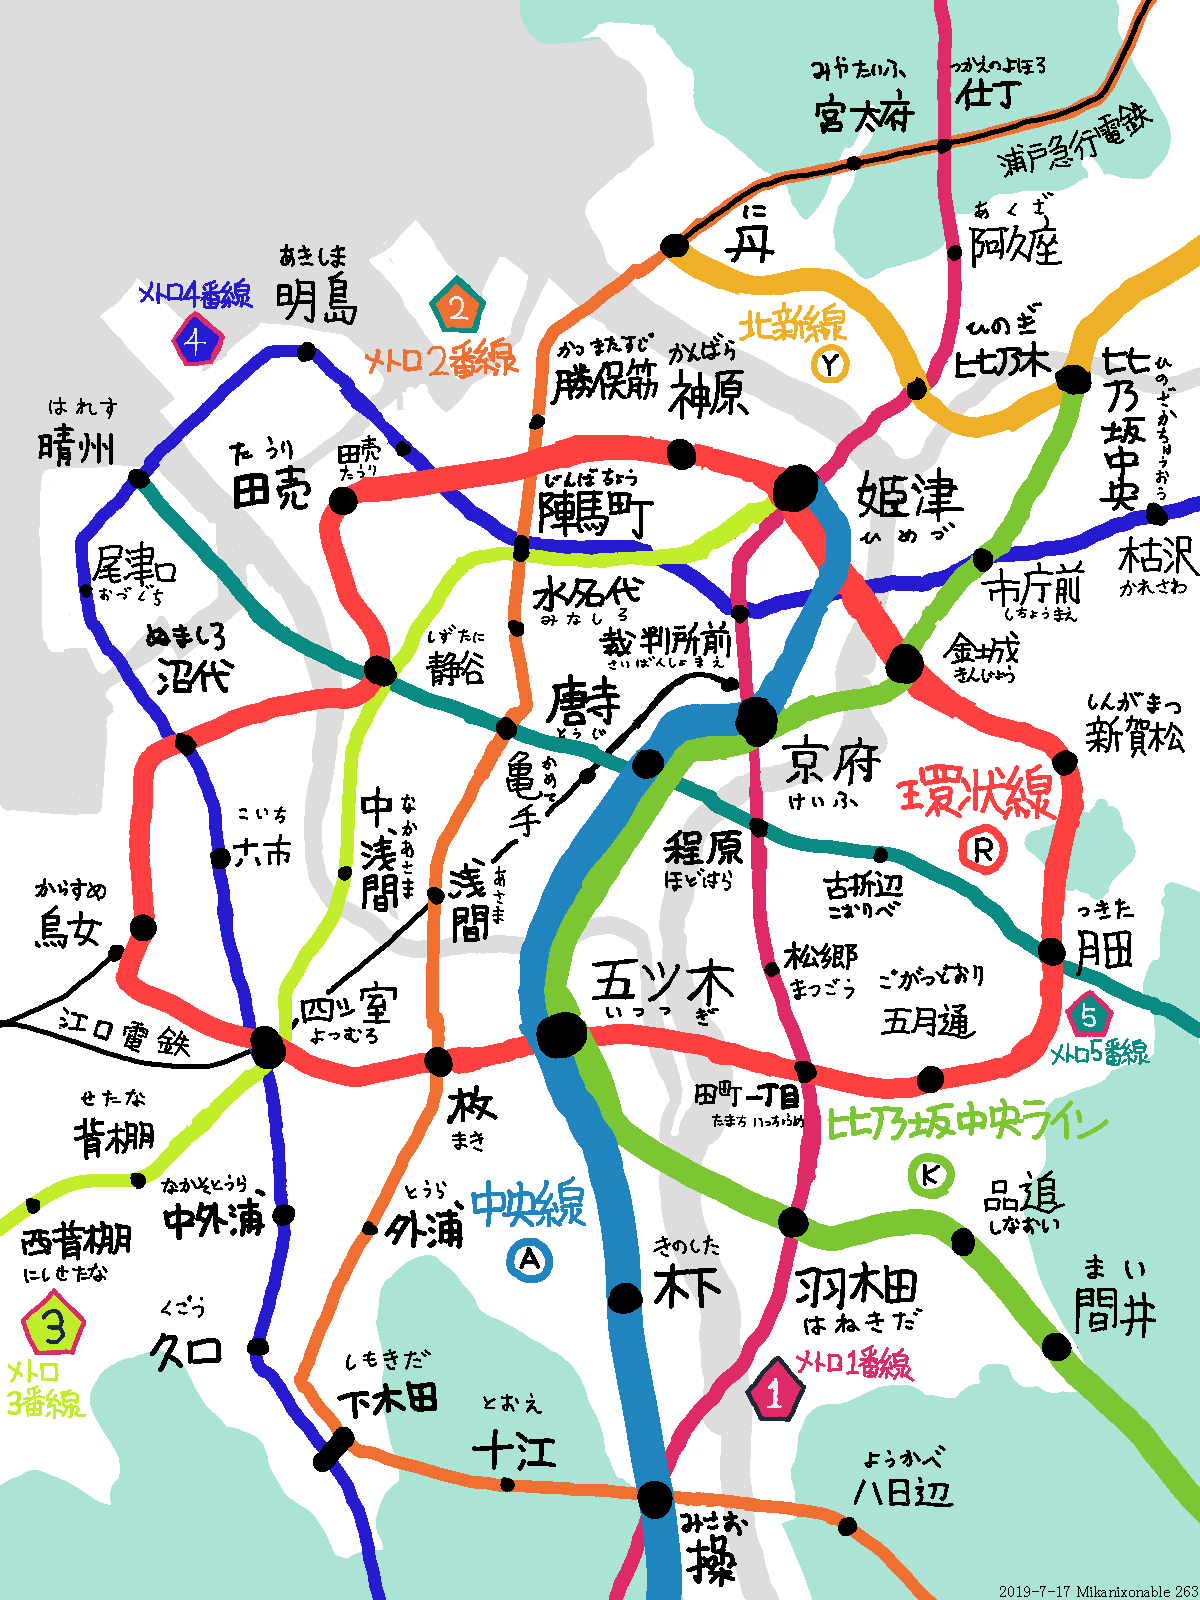 みやたいふ
宮太府
つかえのよほろ
仕丁
浦戸急行電鉄
に
丹
あくざ
阿久座
あきしま
明島
メトロ4番線
4
2
メトロ2番線
北新線
Y
ひのぎ
比乃木
比乃坂中央
ひのざかちゅうおう
かつまたすじ
勝俣筋
かんばら
神原
はれす
晴州
たうり
田売
田売
たうり
じんばちょう
陣馬町
姫津
ひめづ
尾津口
おづぐち
水名代
みなしろ
市庁前
しちょうまえ
枯沢
かれさわ
ぬましろ
沼代
しずたに
静谷
裁判所前
さいばんしょまえ
金城
きんじょう
唐寺
とうじ
しんがまつ
新賀松
京府
けいふ
亀手
かめで
環状線
R
こいち
六市
中浅間
なかあさま
浅間
あさま
程原
ほどはら
古折辺
こおりべ
からすめ
烏女
つきた
月田
松郷
まつごう
ごがつどおり
五月通
五ツ木
いつつぎ
四ツ室
よつむろ
江口電鉄
5
メトロ5番線
せたな
背棚
枚
まき
田町一丁目
たまちいっちょうめ
比乃坂中央ライン
K
なかそとうら
中外浦
とうら
外浦
中央線
A
品追
しなおい
西背棚
にしせたな
きのした
木下
羽木田
はねきだ
まい
間井
3
メトロ
3番線
くごう
久口
しもきだ
下木田
メトロ1番線
1
とおえ
十江
ようかべ
八日辺
みさお
操
2019-7-17 Mikanixonable 263